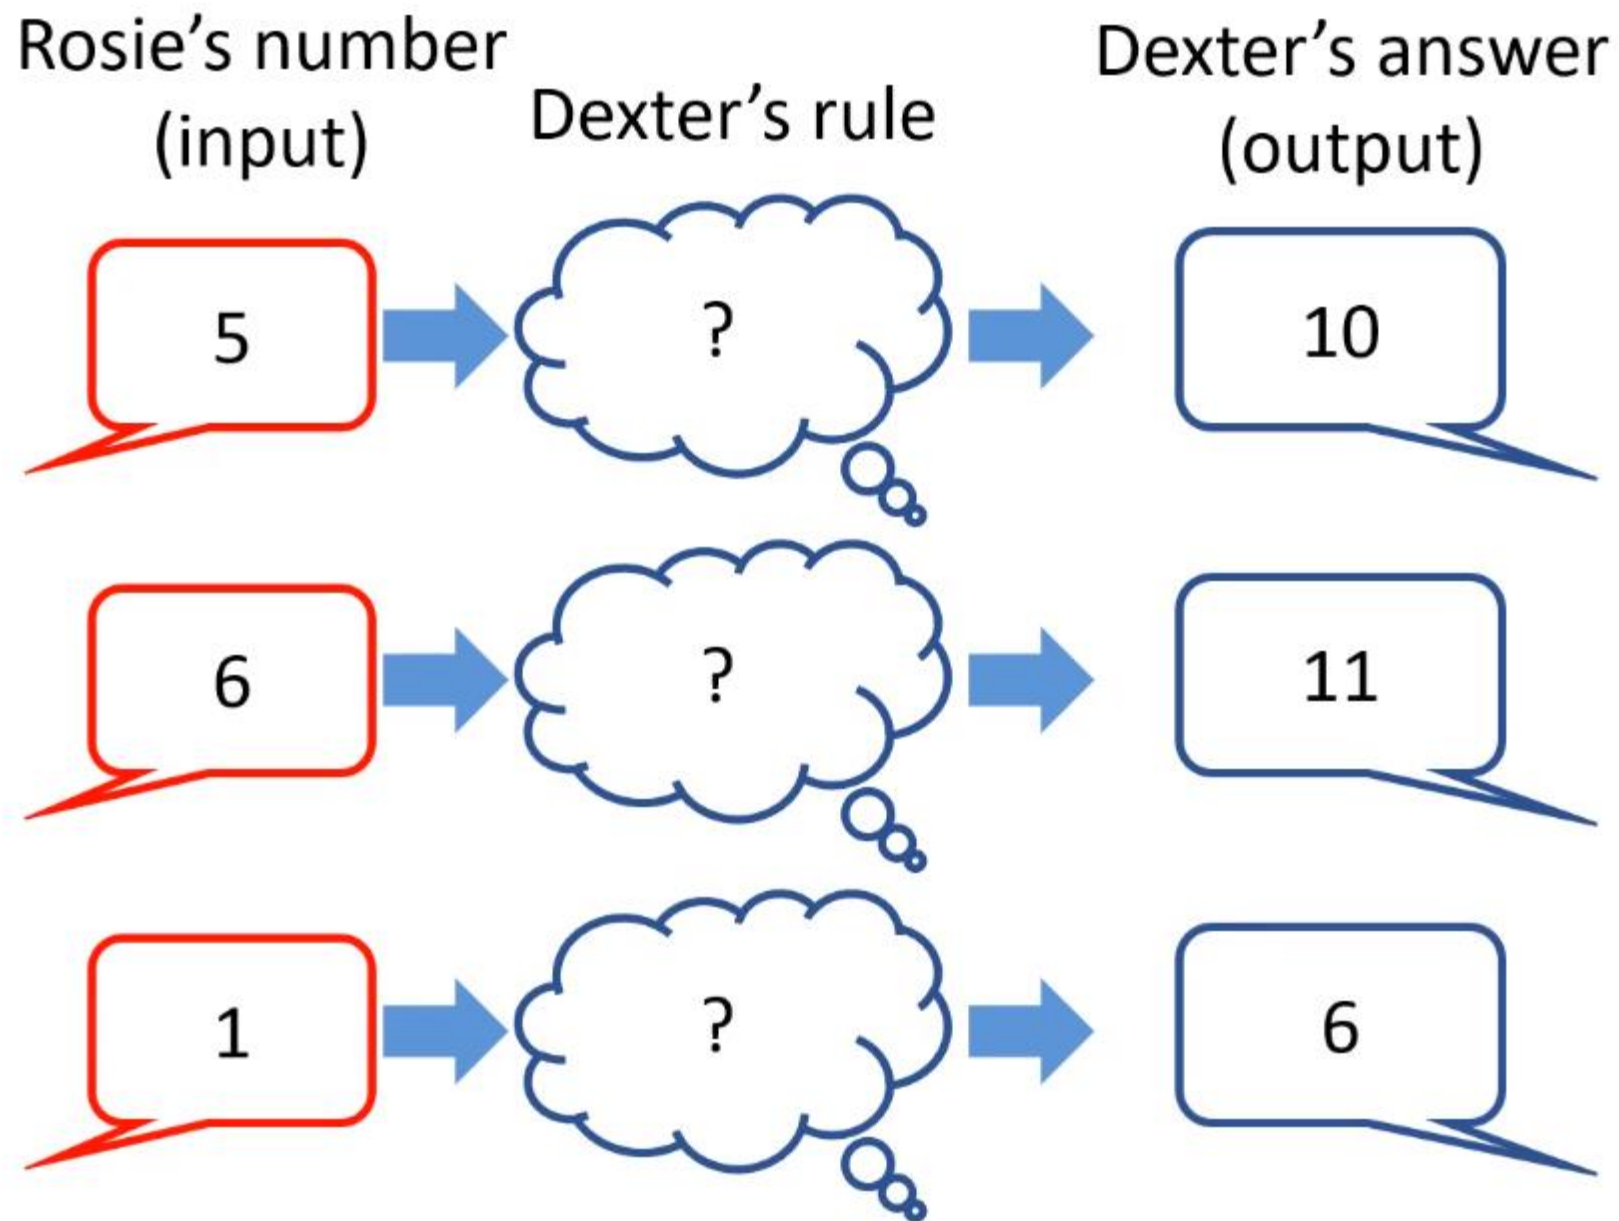 Rosie’s number
(input)
Dexter’s rule
Dexter’s answer
(output)
5
?
10
6
?
11
1
?
6